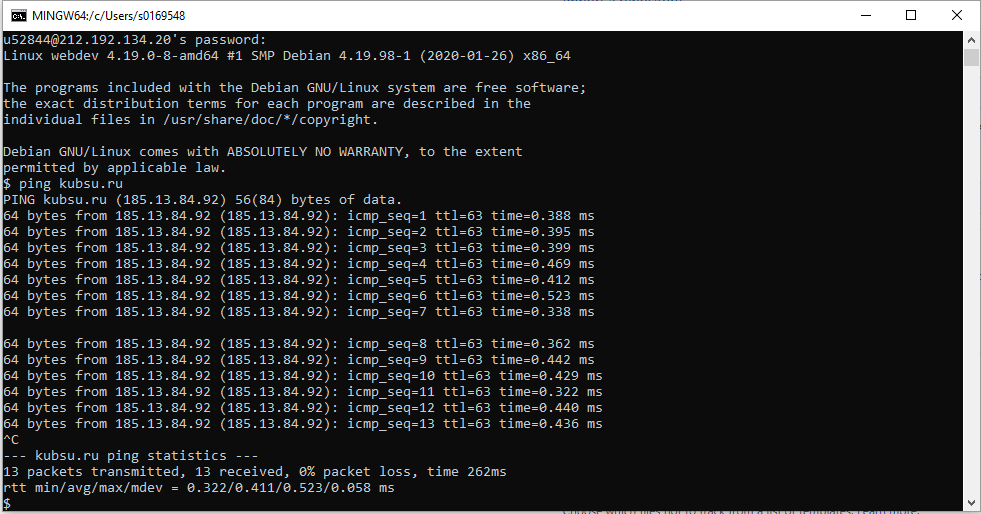 MINGW64:/c/Users/s0169548
u52844@212.192.134.20's password:
Linux webdev 4.19.0-8-amd64 #1 SMP Debian 4.19.98-1 (2020-01-26) x86_64
The programs included with the Debian GNU/Linux system are free software;
the exact distribution terms for each program are described in the
individual files in /usr/share/doc/*/copyright.
Debian GNU/Linux comes with ABSOLUTELY NO WARRANTY, to the extent
permitted by applicable law.
$ ping kubsu.ru
PING kubsu.ru (185.13.84.92) 56(84) bytes of data.
64 bytes from 185.13.84.92 (185.13.84.92): icmp_seq=1 ttl=63 time=0.388 ms
64 bytes from 185.13.84.92 (185.13.84.92): icmp_seq=2 ttl=63 time=0.395 ms
64 bytes from 185.13.84.92 (185.13.84.92): icmp_seq=3 ttl=63 time=0.399 ms
64 bytes from 185.13.84.92 (185.13.84.92): icmp_seq=4 ttl=63 time=0.469 ms
64 bytes from 185.13.84.92 (185.13.84.92): icmp_seq=5 ttl=63 time=0.412 ms
64 bytes from 185.13.84.92 (185.13.84.92): icmp_seq=6 ttl=63 time=0.523 ms
64 bytes from 185.13.84.92 (185.13.84.92): icmp_seq=7 ttl=63 time=0.338 ms
64 bytes from 185.13.84.92 (185.13.84.92): icmp_seq=8 ttl=63 time=0.362 ms
64 bytes from 185.13.84.92 (185.13.84.92): icmp_seq=9 ttl=63 time=0.442 ms
64 bytes from 185.13.84.92 (185.13.84.92): icmp_seq=10 ttl=63 time=0.429 ms
64 bytes from 185.13.84.92 (185.13.84.92): icmp_seq=11 ttl=63 time=0.322 ms
64 bytes from 185.13.84.92 (185.13.84.92): icmp_seq=12 ttl=63 time=0.440 ms
64 bytes from 185.13.84.92 (185.13.84.92): icmp_seq=13 ttl=63 time=0.436 ms
^C
--- kubsu.ru ping statistics ---
13 packets transmitted, 13 received, 0% packet loss, time 262ms
rtt min/avg/max/mdev = 0.322/0.411/0.523/0.058 ms
$